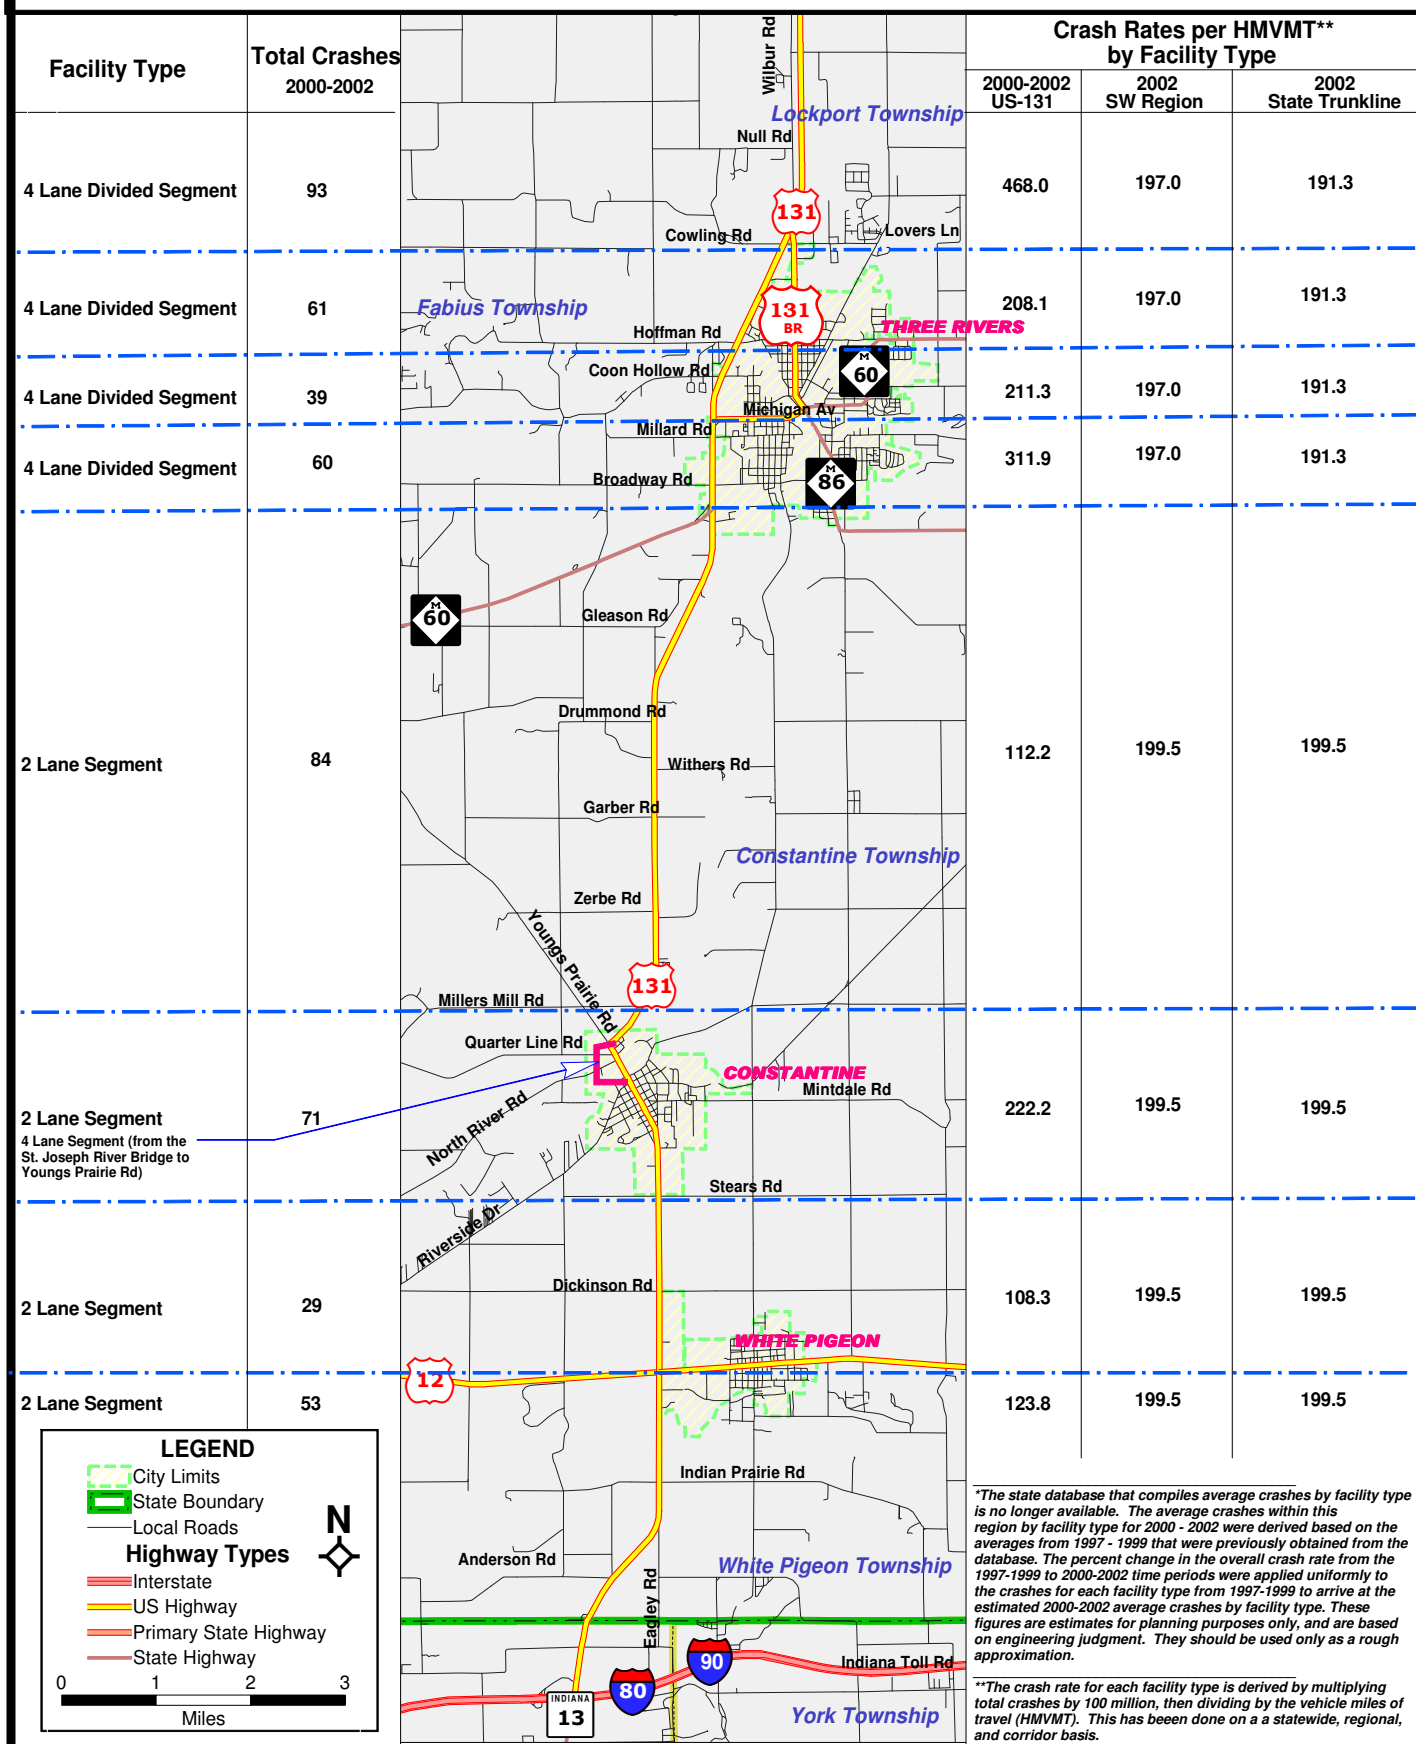 Facility Type
Total Crashes
2000-2002
Crash Rates per HMVMT**
by Facility Type
2000-2002
US-131
2002
SW Region
2002
State Trunkline
4 Lane Divided Segment
93
468.0
197.0
191.3
4 Lane Divided Segment
61
208.1
197.0
191.3
4 Lane Divided Segment
39
211.3
197.0
191.3
4 Lane Divided Segment
60
311.9
197.0
191.3
2 Lane Segment
84
112.2
199.5
199.5
2 Lane Segment
71
222.2
199.5
199.5
4 Lane Segment (from the
St. Joseph River Bridge to
Youngs Prairie Rd)
2 Lane Segment
29
108.3
199.5
199.5
2 Lane Segment
53
123.8
199.5
199.5
Wilbur Rd
Lockport Township
Null Rd
131
Cowling Rd
Lovers Ln
Fabius Township
131
BR
THREE RIVERS
Hoffman Rd
M
60
Coon Hollow Rd
Michigan Av
Millard Rd
Broadway Rd
M
86
M
60
Gleason Rd
Drummond Rd
Withers Rd
Garber Rd
Constantine Township
Zerbe Rd
Youngs Prairie Rd
131
Millers Mill Rd
Quarter Line Rd
CONSTANTINE
Mintdale Rd
North River Rd
Stears Rd
Riverside Dr
Dickinson Rd
WHITE PIGEON
12
Indian Prairie Rd
Anderson Rd
White Pigeon Township
Eagley Rd
90
Indiana Toll Rd
80
INDIANA
13
York Township
LEGEND
City Limits
State Boundary
Local Roads
N
Highway Types
Interstate
US Highway
Primary State Highway
State Highway
0 1 2 3
Miles
*The state database that compiles average crashes by facility type
is no longer available. The average crashes within this
region by facility type for 2000 - 2002 were derived based on the
averages from 1997 - 1999 that were previously obtained from the
database. The percent change in the overall crash rate from the
1997-1999 to 2000-2002 time periods were applied uniformly to
the crashes for each facility type from 1997-1999 to arrive at the
estimated 2000-2002 average crashes by facility type. These
figures are estimates for planning purposes only, and are based
on engineering judgment. They should be used only as a rough
approximation.
**The crash rate for each facility type is derived by multiplying
total crashes by 100 million, then dividing by the vehicle miles of
travel (HMVMT). This has beeen done on a a statewide, regional,
and corridor basis.